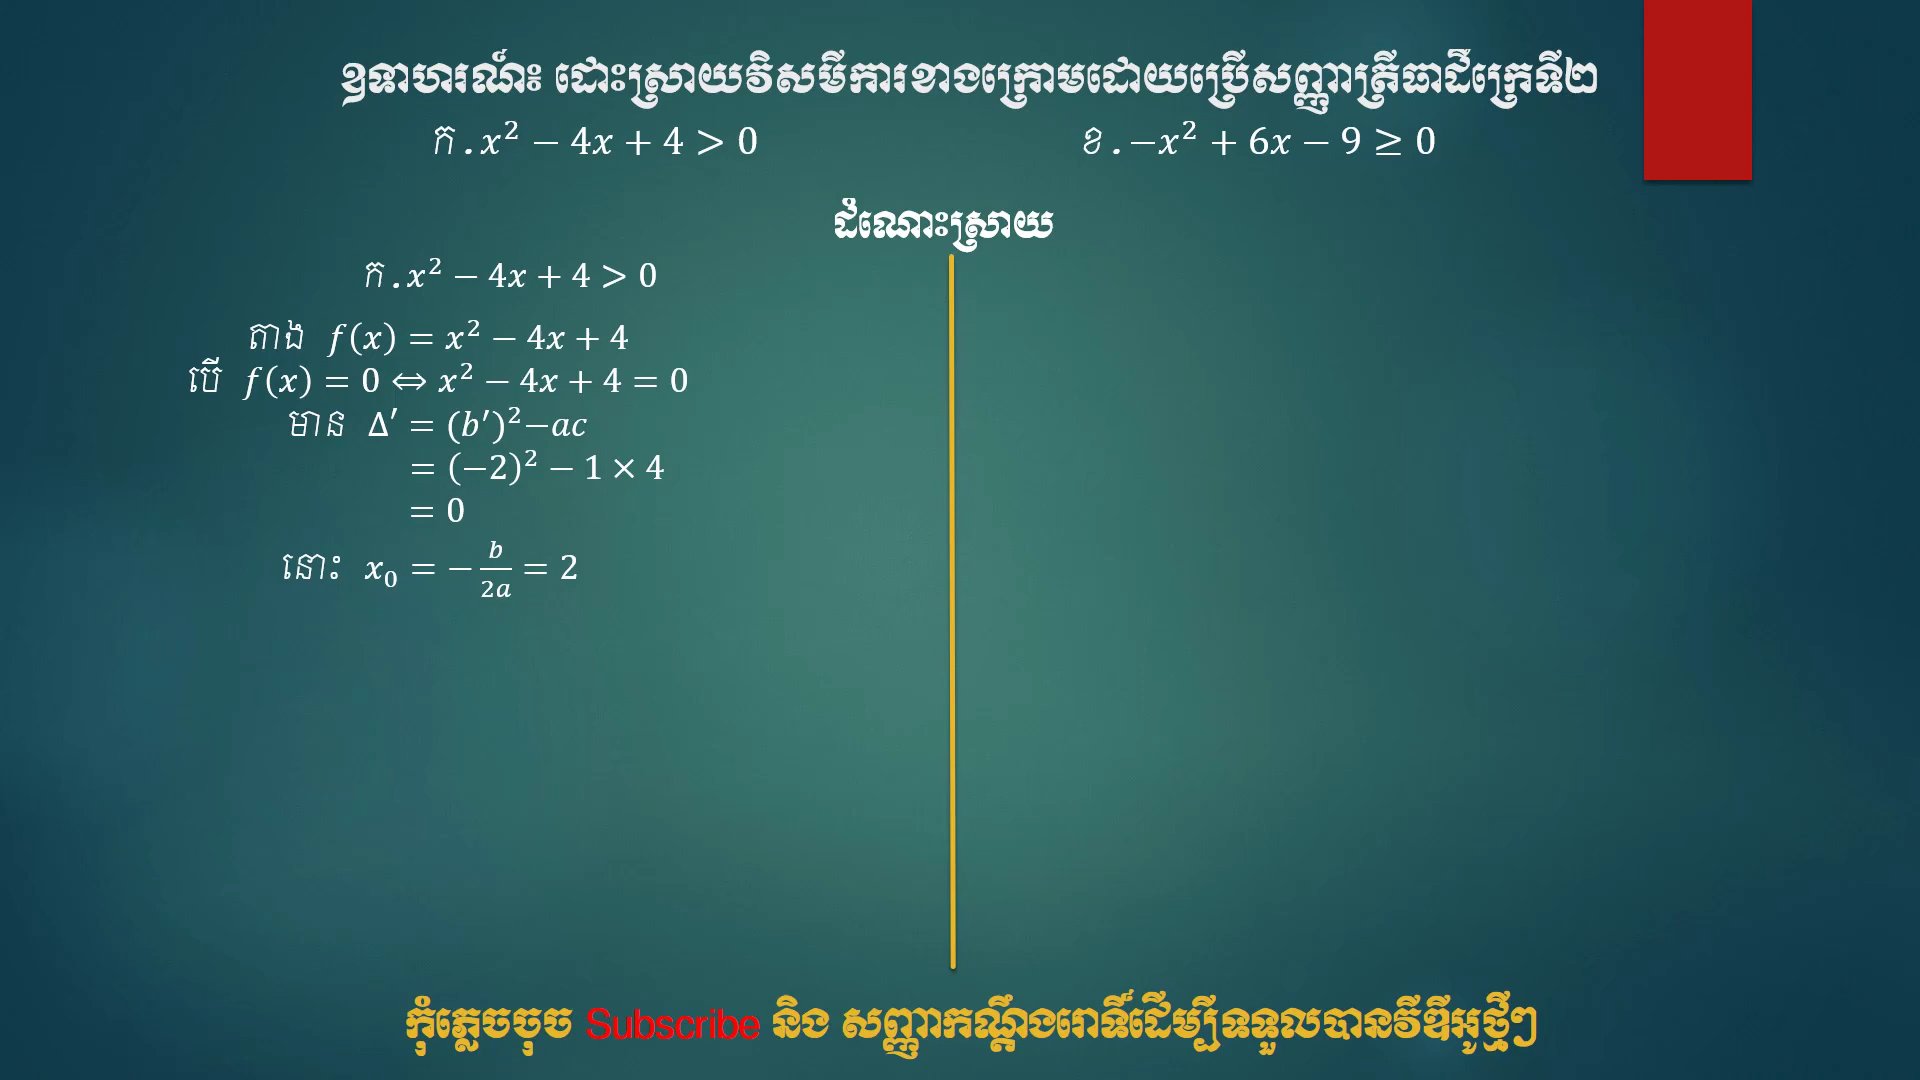 ឧទាហរណ៍៖ ដោះស្រាយវិសមីការខាងក្រោមដោយប្រើសញ្ញាត្រីធាដឺក្រេទី២
ក. x² − 4x + 4 > 0
ខ. −x² + 6x − 9 ≥ 0
ដំណោះស្រាយ
ក. x² − 4x + 4 > 0
តាង f(x) = x² − 4x + 4
បើ f(x) = 0 ⇔ x² − 4x + 4 = 0
មាន Δ′ = (b′)² − ac
= (−2)² − 1 × 4
= 0
នោះ x₀ = − b/2a = 2
កុំភ្លេចចុច Subscribe និង សញ្ញាកណ្ដឹងរោទិ៍ដើម្បីទទួលបានវីឌីអូថ្មីៗ